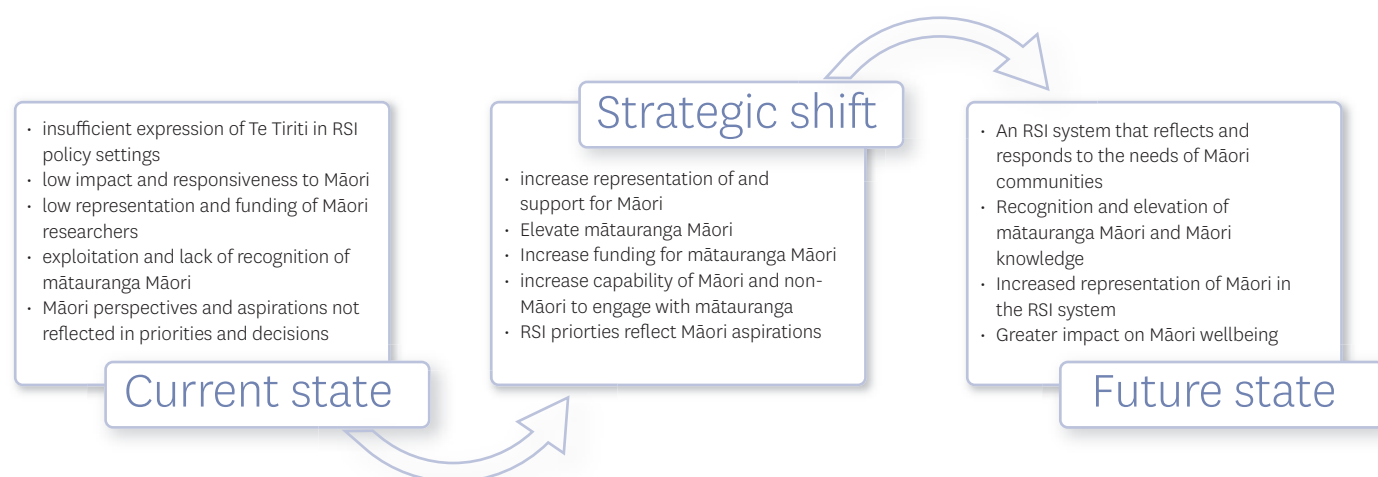 · insufficient expression of Te Tiriti in RSI
policy settings
· low impact and responsiveness to Māori
· low representation and funding of Māori
researchers
· exploitation and lack of recognition of
mātauranga Māori
· Māori perspectives and aspirations not
reflected in priorities and decisions
Current state
Strategic shift
· increase representation of and
support for Māori
· Elevate mātauranga Māori
· Increase funding for mātauranga Māori
· increase capability of Māori and non-
Māori to engage with mātauranga
· RSI priorties reflect Māori aspirations
· An RSI system that reflects and
responds to the needs of Māori
communities
· Recognition and elevation of
mātauranga Māori and Māori
knowledge
· Increased representation of Māori in
the RSI system
· Greater impact on Māori wellbeing
Future state